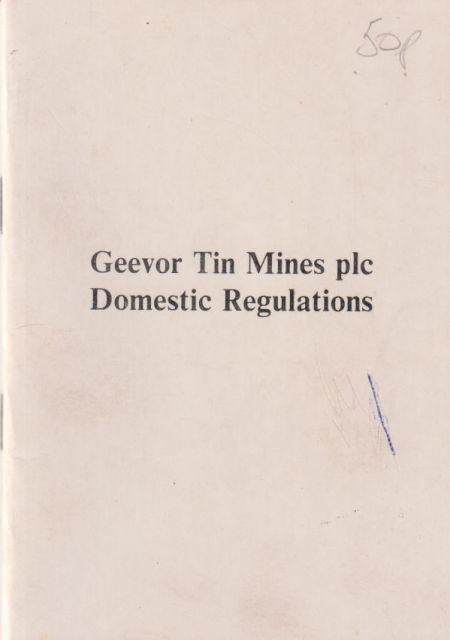 50p
Geevor Tin Mines plc
Domestic Regulations